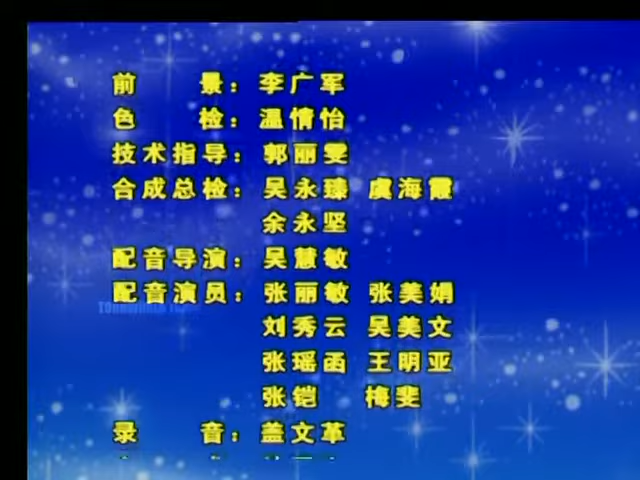 前景：李广军
色检：温情怡
技术指导：郭丽雯
合成总检：吴永臻 虞海霞
余永坚
配音导演：吴慧敏
配音演员：张丽敏 张美娟
刘秀云 吴美文
张瑶函 王明亚
张铠 梅斐
录音：盖文革